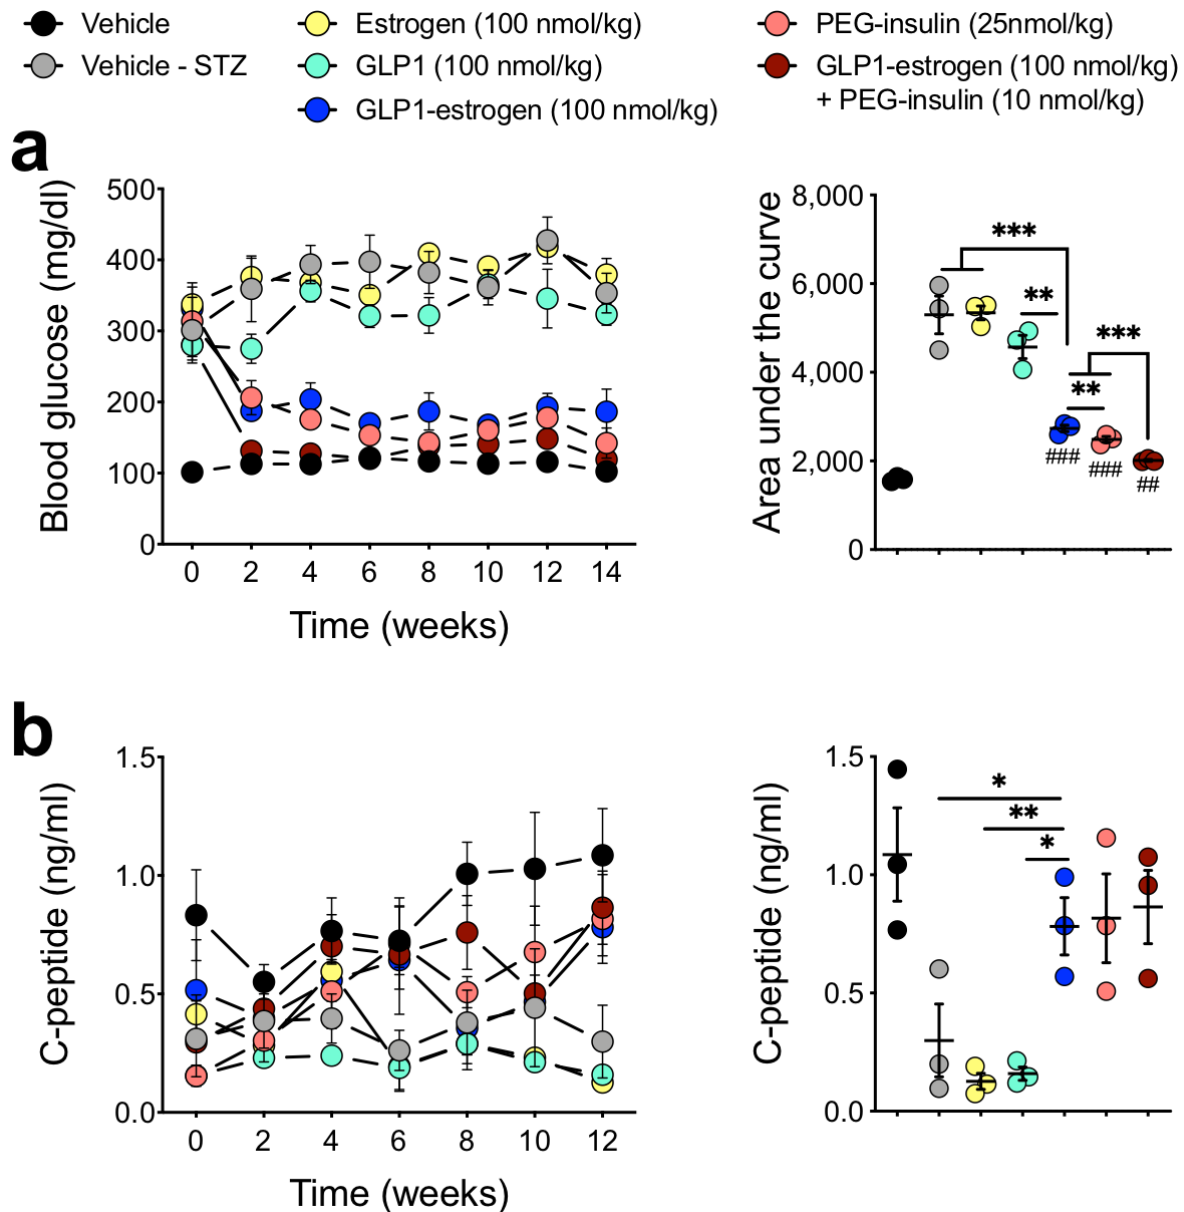 Vehicle
Vehicle - STZ
Estrogen (100 nmol/kg)
GLP1 (100 nmol/kg)
GLP1-estrogen (100 nmol/kg)
PEG-insulin (25nmol/kg)
GLP1-estrogen (100 nmol/kg)
+ PEG-insulin (10 nmol/kg)
a
Blood glucose (mg/dl)
500
400
300
200
100
0
0 2 4 6 8 10 12 14
Time (weeks)
Area under the curve
8,000
6,000
4,000
2,000
0
***
**
***
**
###
###
##
b
C-peptide (ng/ml)
1.5
1.0
0.5
0.0
0 2 4 6 8 10 12
Time (weeks)
C-peptide (ng/ml)
1.5
1.0
0.5
0.0
*
**
*